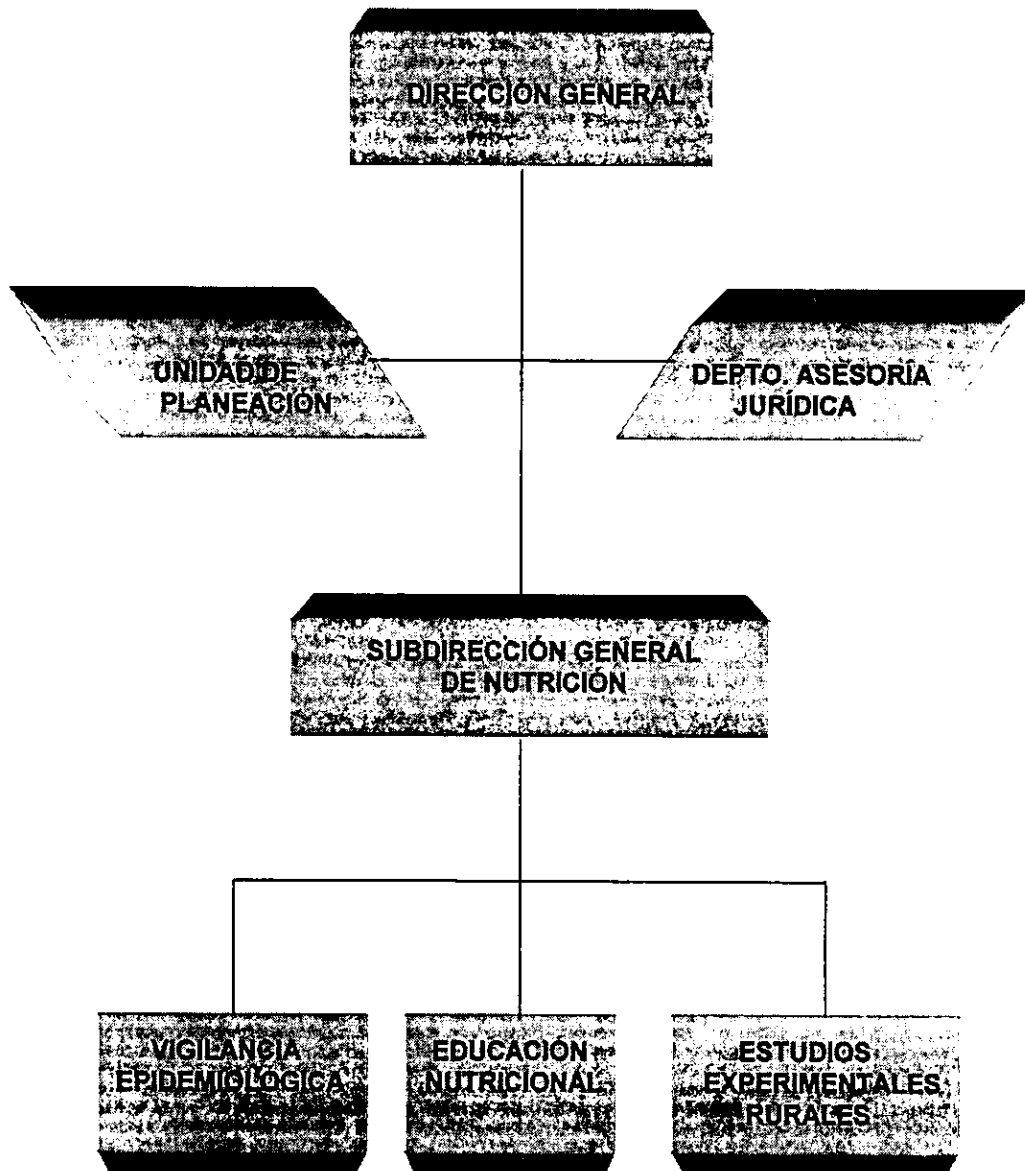 DIRECCIÓN GENERAL
UNIDAD DE
PLANEACIÓN
DEPTO. ASESORÍA
JURÍDICA
SUBDIRECCIÓN GENERAL
DE NUTRICIÓN
VIGILANCIA
EPIDEMIOLÓGICA
EDUCACIÓN
NUTRICIONAL
ESTUDIOS
EXPERIMENTALES
RURALES